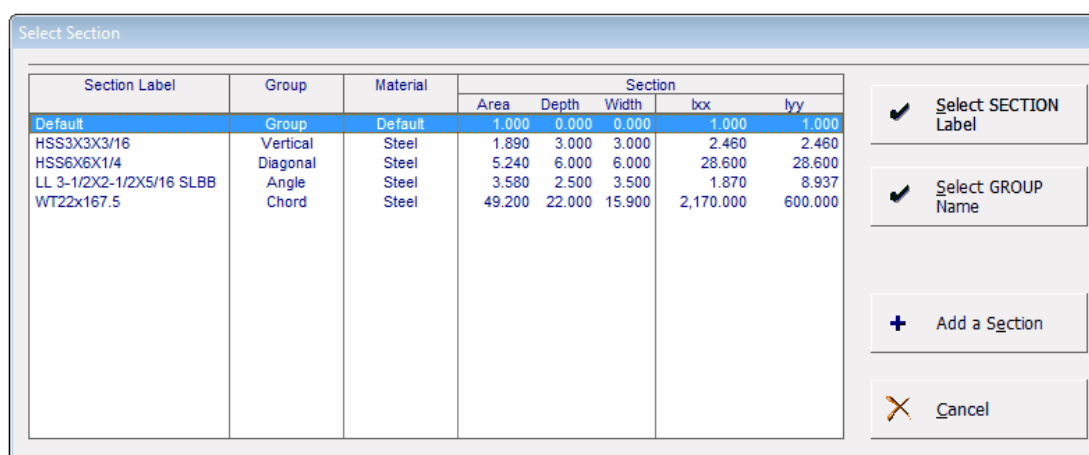 Select Section
Section Label Group Material Section
Area Depth Width Ixx Iyy
Default Group Default 1.000 0.000 0.000 1.000 1.000
HSS3X3X3/16 Vertical Steel 1.890 3.000 3.000 2.460 2.460
HSS6X6X1/4 Diagonal Steel 5.240 6.000 6.000 28.600 28.600
LL 3-1/2X2-1/2X5/16 SLBB Angle Steel 3.580 2.500 3.500 1.870 8.937
WT22x167.5 Chord Steel 49.200 22.000 15.900 2,170.000 600.000
Select SECTION
Label
Select GROUP
Name
Add a Section
Cancel